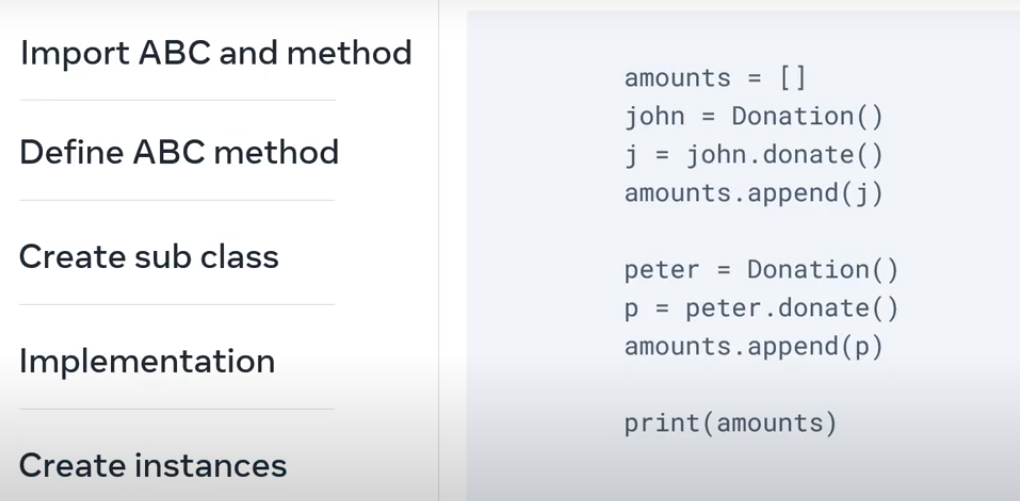 Import ABC and method
Define ABC method
Create sub class
Implementation
Create instances
amounts = []
john = Donation()
j = john.donate()
amounts.append(j)
peter = Donation()
p = peter.donate()
amounts.append(p)
print(amounts)